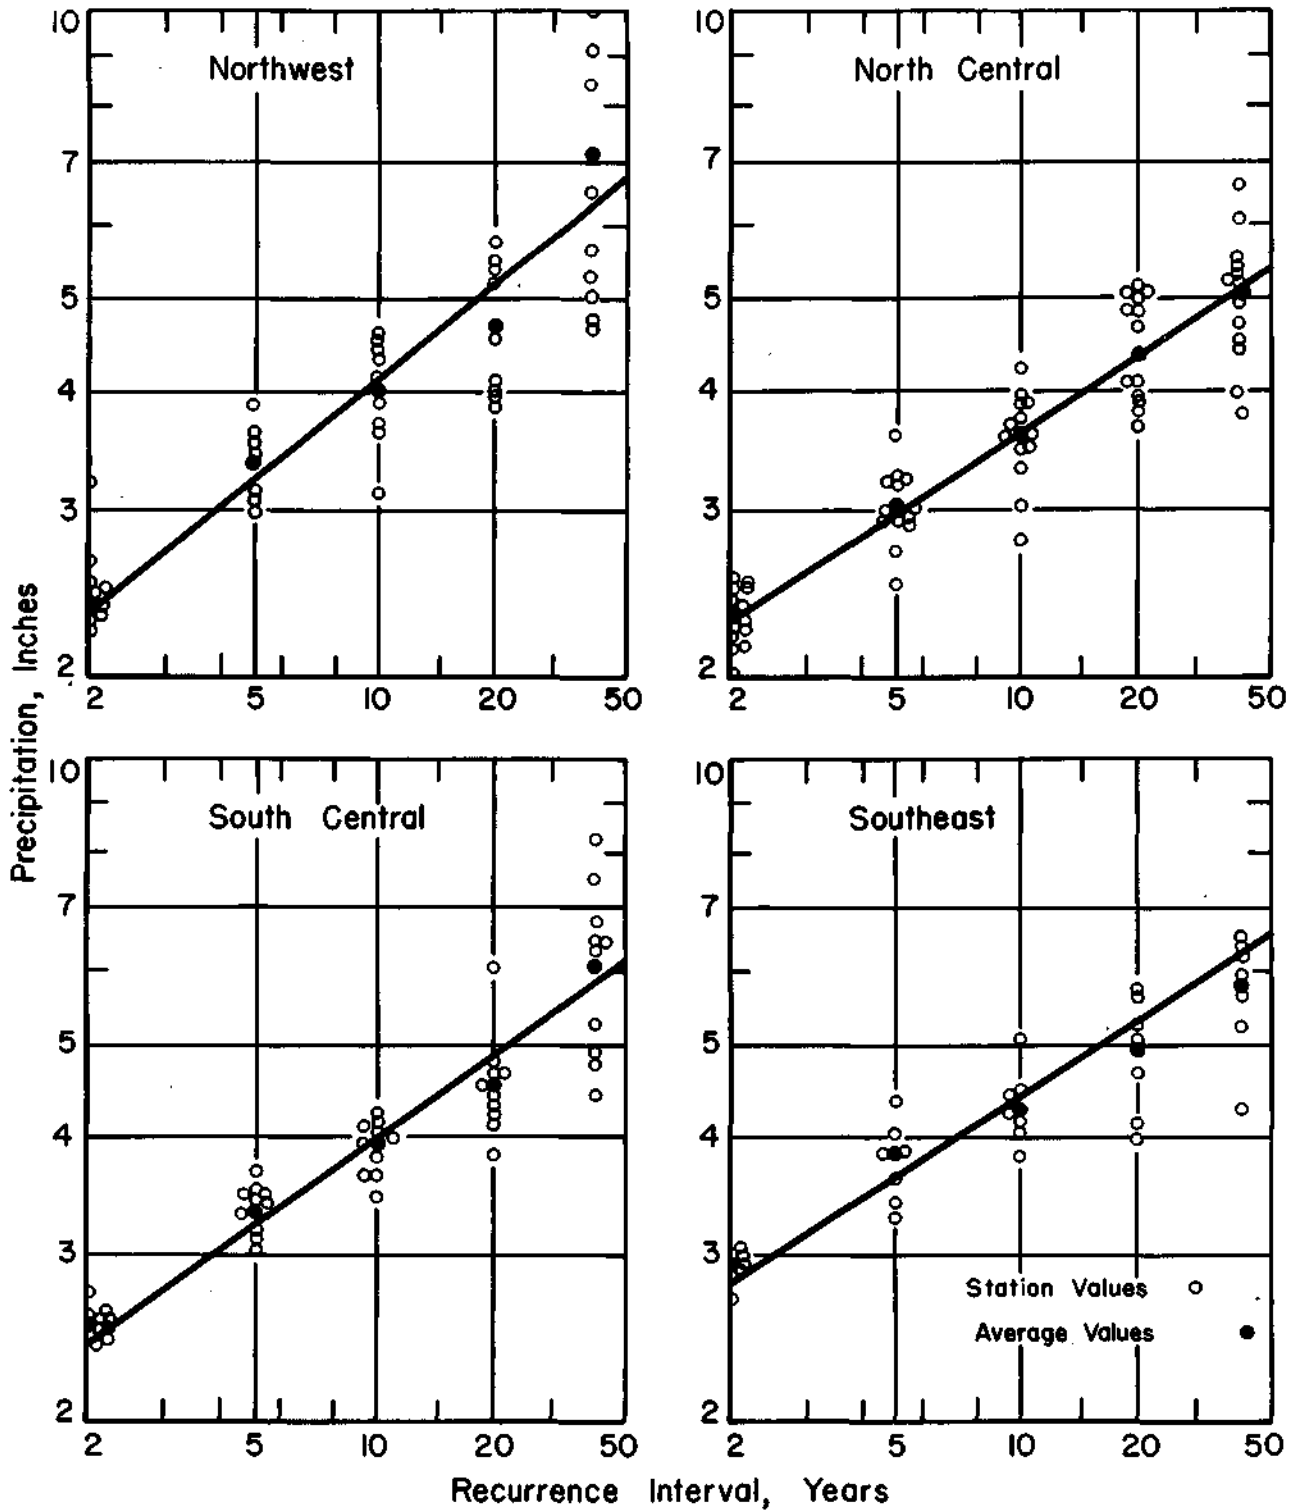 Precipitation, Inches
Northwest
10
7
5
4
3
2
2 5 10 20 50
North Central
10
7
5
4
3
2
2 5 10 20 50
South Central
10
7
5
4
3
2
2 5 10 20 50
Southeast
10
7
5
4
3
2
Station Values
Average Values
2 5 10 20 50
Recurrence Interval, Years